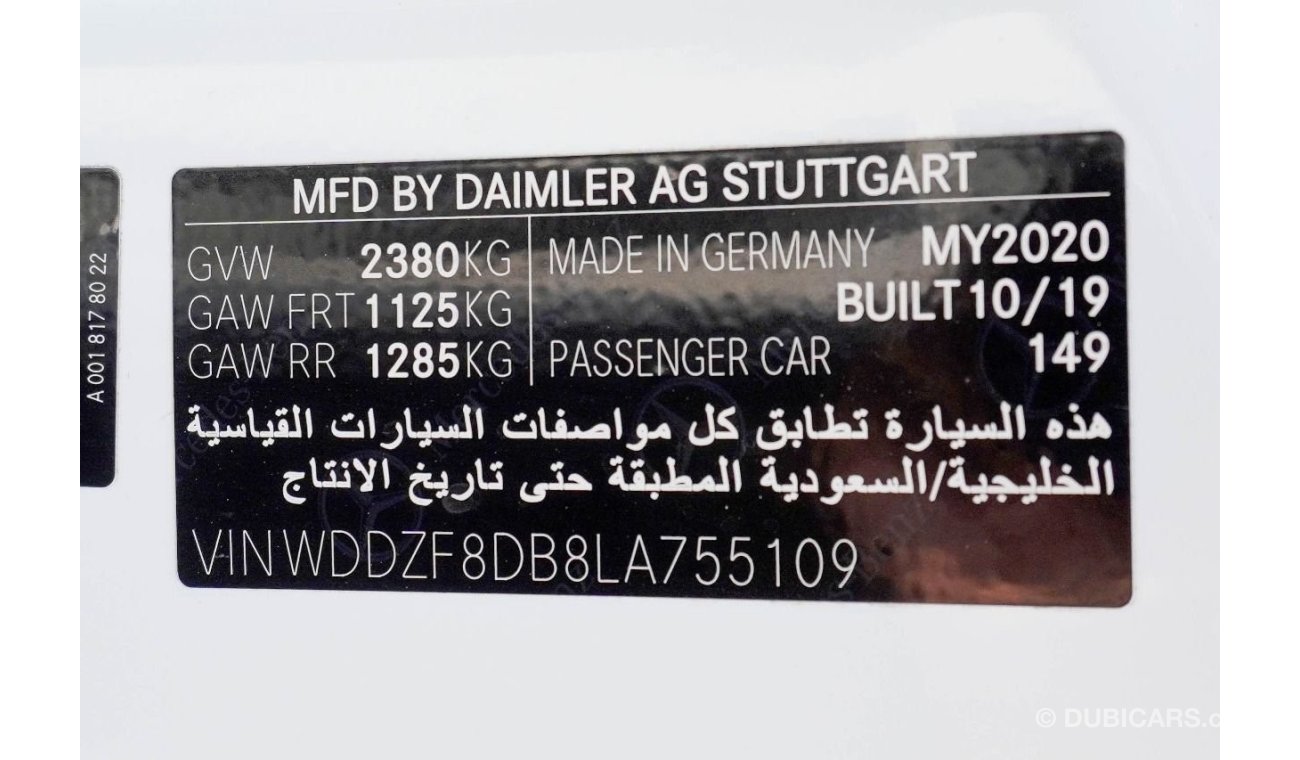 MFD BY DAIMLER AG STUTTGART
GVW 2380KG MADE IN GERMANY MY2020
GAW FRT 1125KG BUILT 10/19
GAW RR 1285KG PASSENGER CAR 149
هذه السيارة تطابق كل مواصفات السيارات القياسية
الخليجية/السعودية المطبقة حتى تاريخ الانتاج
VIN WDDZF8DB8LA755109
A 001 817 80 22
© DUBICARS.c